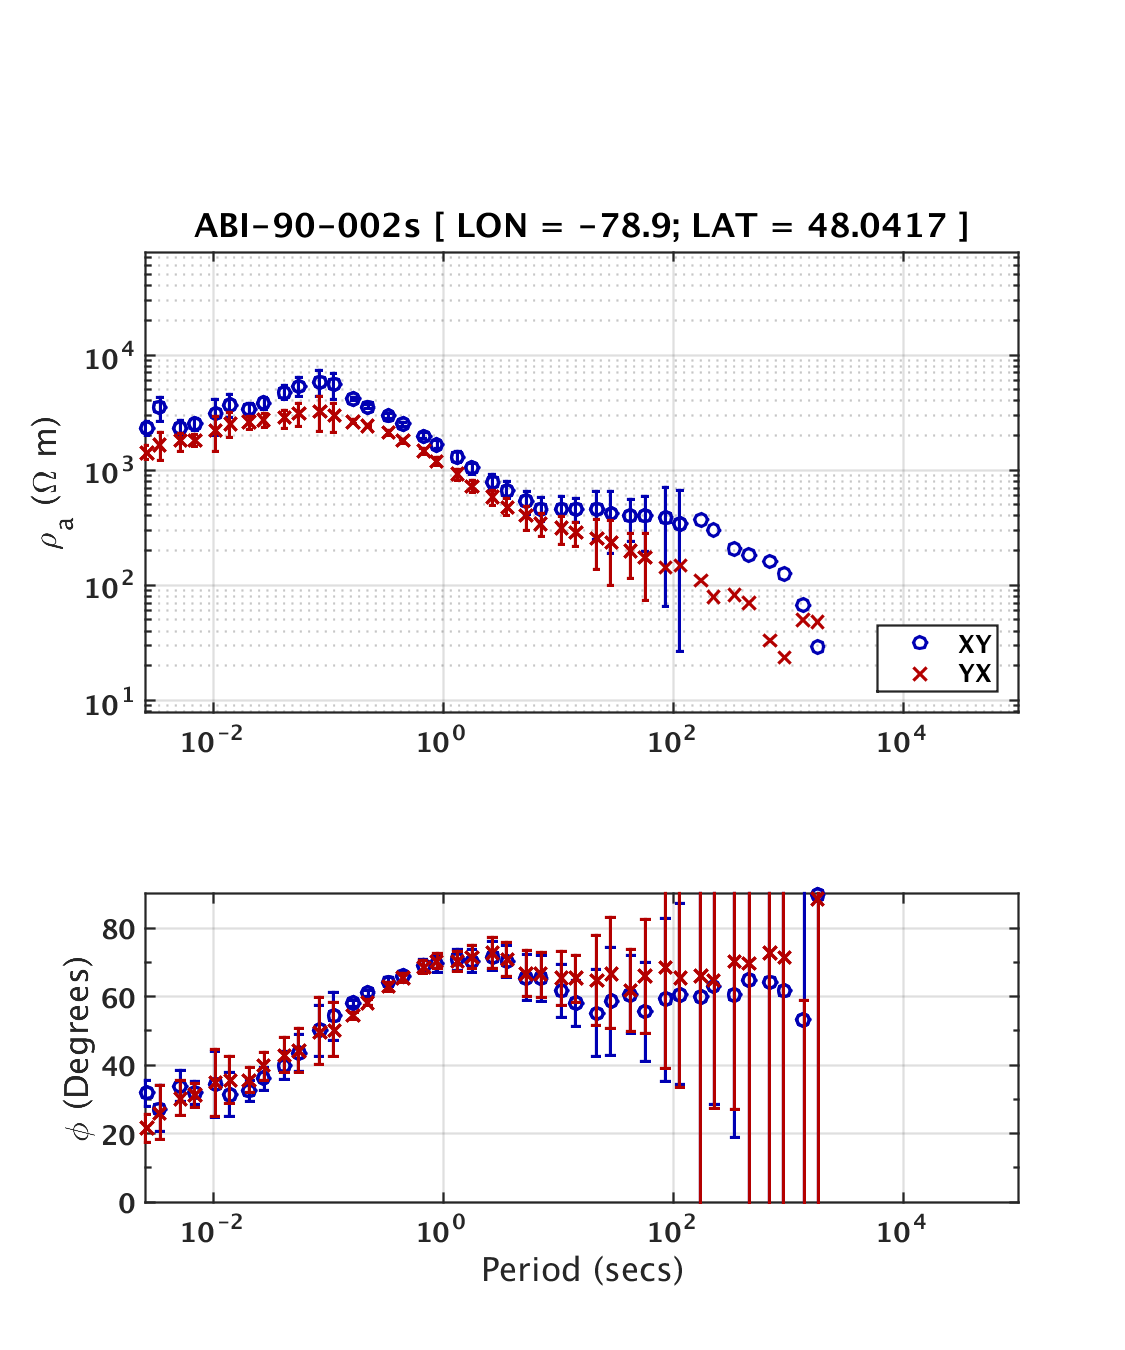 ABI-90-002s [ LON = -78.9; LAT = 48.0417 ]
ρa (Ω m)
10^4
10^3
10^2
10^1
10^-2 10^0 10^2 10^4
XY
YX
ϕ (Degrees)
80
60
40
20
0
10^-2 10^0 10^2 10^4
Period (secs)